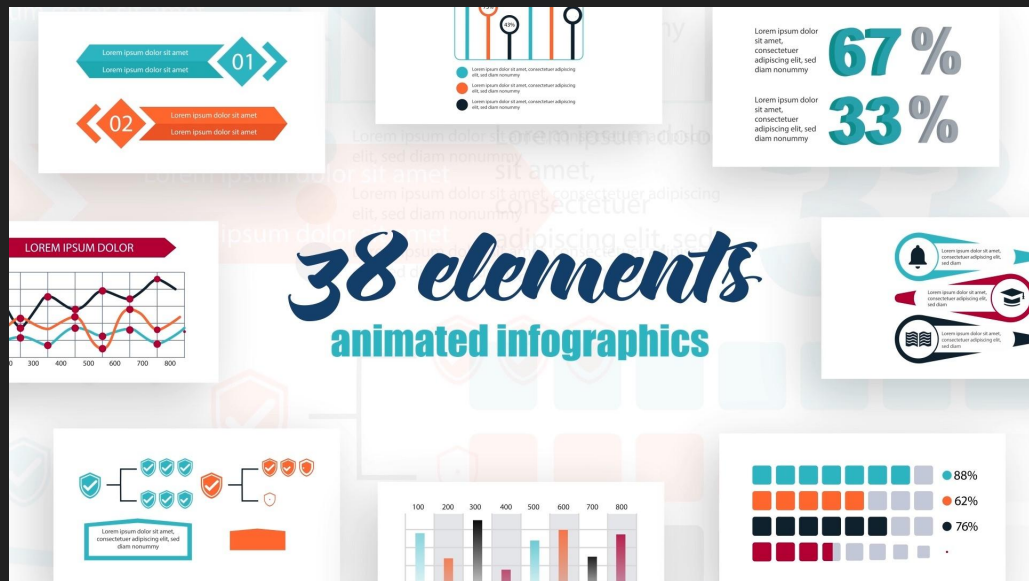 Lorem ipsum dolor sit amet
Lorem ipsum dolor sit amet
01
02
Lorem ipsum dolor sit amet
Lorem ipsum dolor sit amet
43%
Lorem ipsum dolor sit amet, consectetuer adipiscing
elit, sed diam nonummy
Lorem ipsum dolor sit amet, consectetuer adipiscing
elit, sed diam nonummy
Lorem ipsum dolor sit amet, consectetuer adipiscing
elit, sed diam nonummy
Lorem ipsum dolor
sit amet,
consectetuer
adipiscing elit, sed
diam nonummy
67 %
Lorem ipsum dolor
sit amet,
consectetuer
adipiscing elit, sed
diam nonummy
33%
LOREM IPSUM DOLOR
300 400 500 600 700 800
38 elements
animated infographics
Lorem ipsum dolor sit amet,
consectetuer adipiscing elit,
sed diam
Lorem ipsum dolor sit amet,
consectetuer adipiscing elit,
sed diam
Lorem ipsum dolor sit amet,
consectetuer adipiscing elit,
sed diam
Lorem ipsum dolor sit amet,
consectetuer adipiscing elit, sed
diam nonummy
100 200 300 400 500 600 700 800
88%
62%
76%